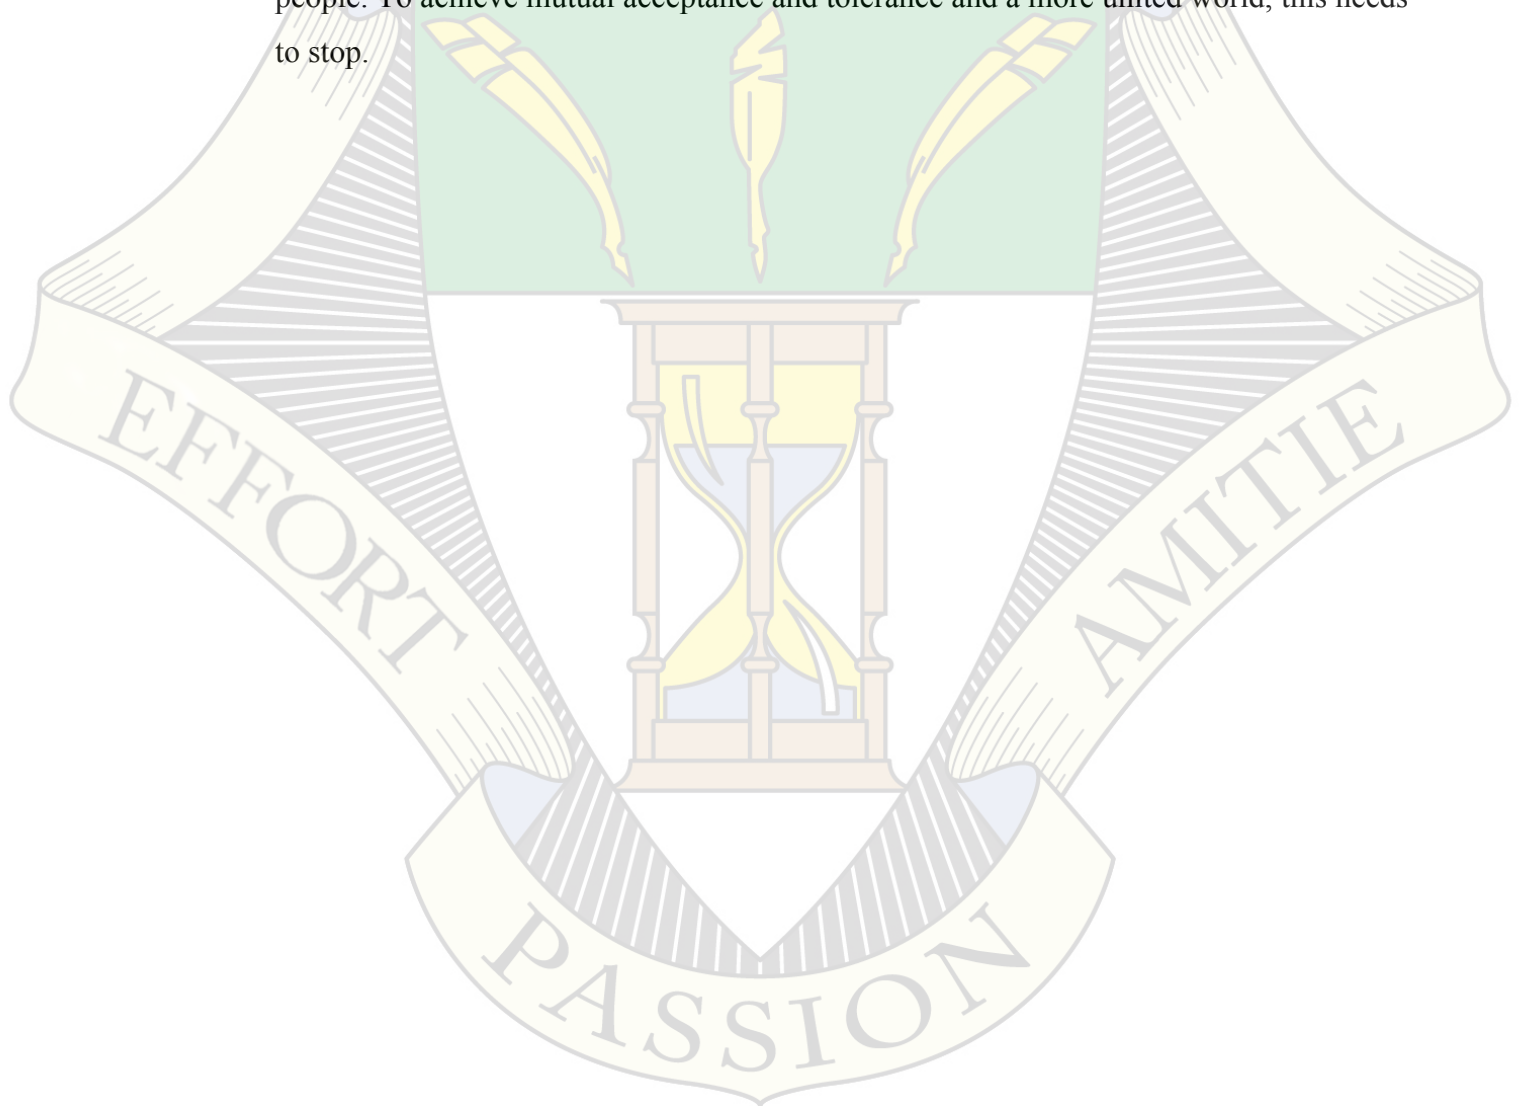 people. To achieve mutual acceptance and tolerance and a more united world, this needs
to stop.
EFFORT
AMITIE
PASSION